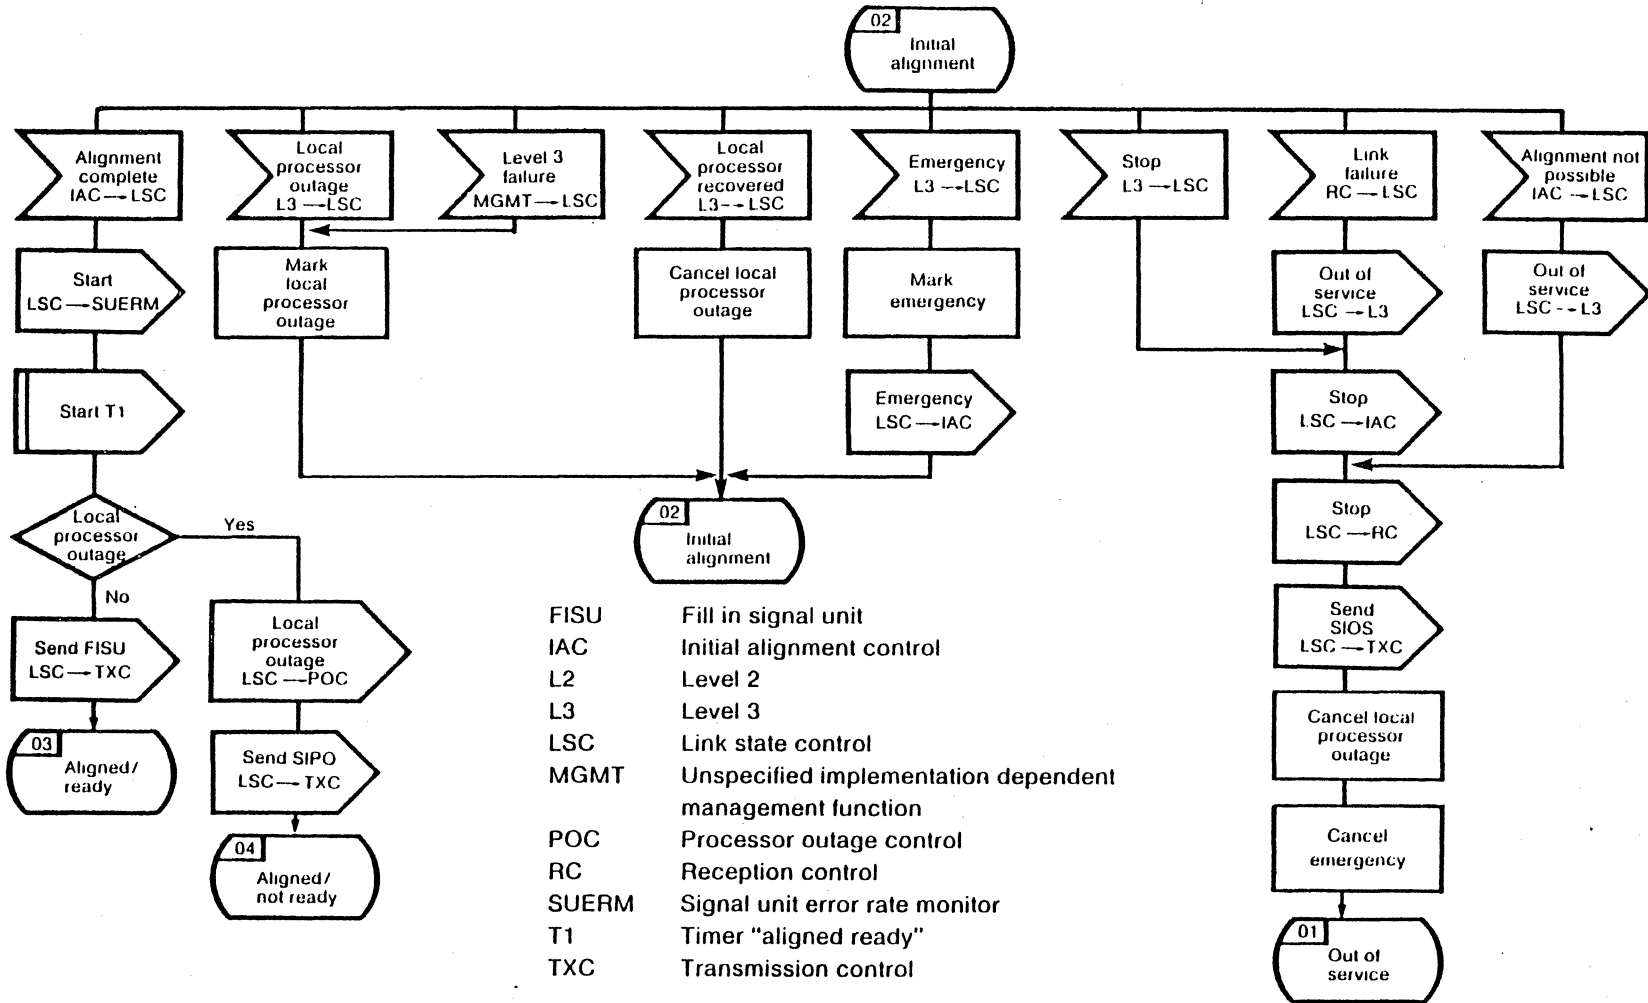 02
Initial
alignment
Alignment
complete
IAC → LSC
Local
processor
outage
L3 → LSC
Level 3
failure
MGMT → LSC
Local
processor
recovered
L3 --→ LSC
Emergency
L3 → LSC
Stop
L3 → LSC
Link
failure
RC → LSC
Alignment not
possible
IAC → LSC
Start
LSC → SUERM
Mark
local
processor
outage
Cancel local
processor
outage
Mark
emergency
Out of
service
LSC → L3
Out of
service
LSC --→ L3
Start T1
Emergency
LSC → IAC
Stop
LSC → IAC
Local
processor
outage
Yes
No
02
Initial
alignment
Stop
LSC → RC
Send FISU
LSC → TXC
Local
processor
outage
LSC → POC
Send
SIOS
LSC → TXC
03
Aligned/
ready
Send SIPO
LSC → TXC
04
Aligned/
not ready
Cancel local
processor
outage
Cancel
emergency
01
Out of
service
FISU Fill in signal unit
IAC Initial alignment control
L2 Level 2
L3 Level 3
LSC Link state control
MGMT Unspecified implementation dependent
management function
POC Processor outage control
RC Reception control
SUERM Signal unit error rate monitor
T1 Timer "aligned ready"
TXC Transmission control